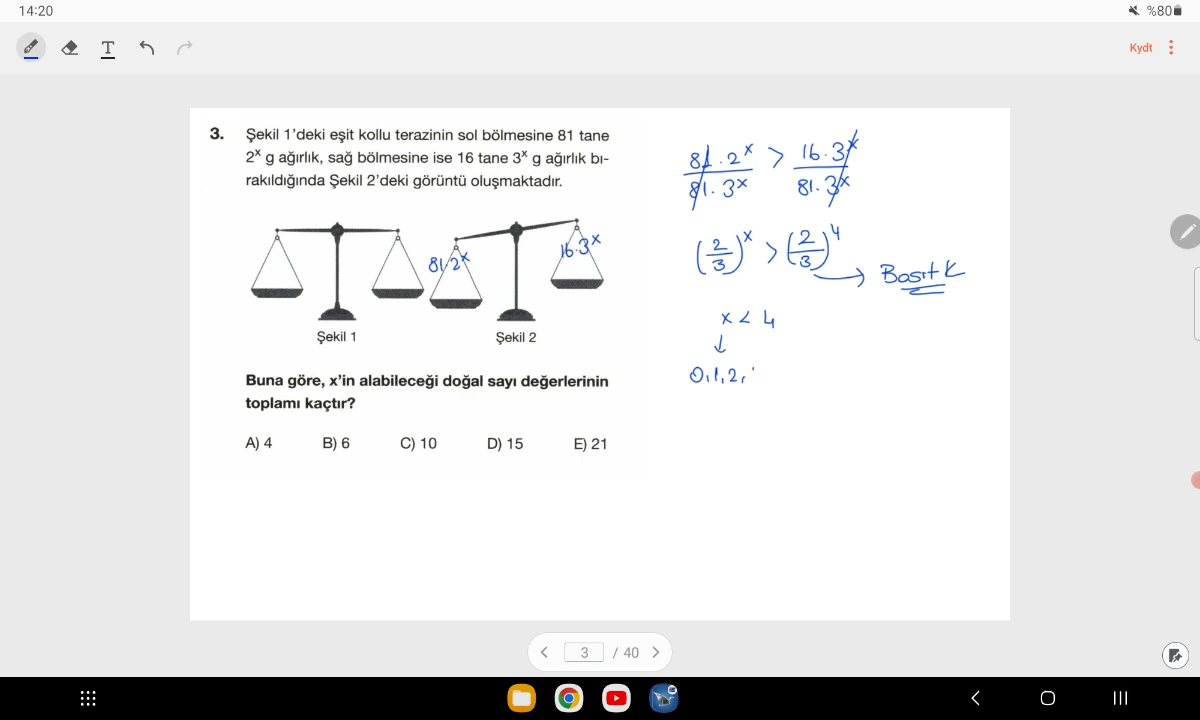 14:20
%80
T
Kydt
3. Şekil 1'deki eşit kollu terazinin sol bölmesine 81 tane
2ˣ g ağırlık, sağ bölmesine ise 16 tane 3ˣ g ağırlık bı-
rakıldığında Şekil 2'deki görüntü oluşmaktadır.
81.2ˣ
16.3ˣ
Şekil 1
Şekil 2
Buna göre, x'in alabileceği doğal sayı değerlerinin
toplamı kaçtır?
A) 4 B) 6 C) 10 D) 15 E) 21
81.2ˣ > 16.3ˣ
81.3ˣ 81.3ˣ
(2/3)ˣ > (2/3)⁴
Basit K
x < 4
0,1,2,
3 / 40